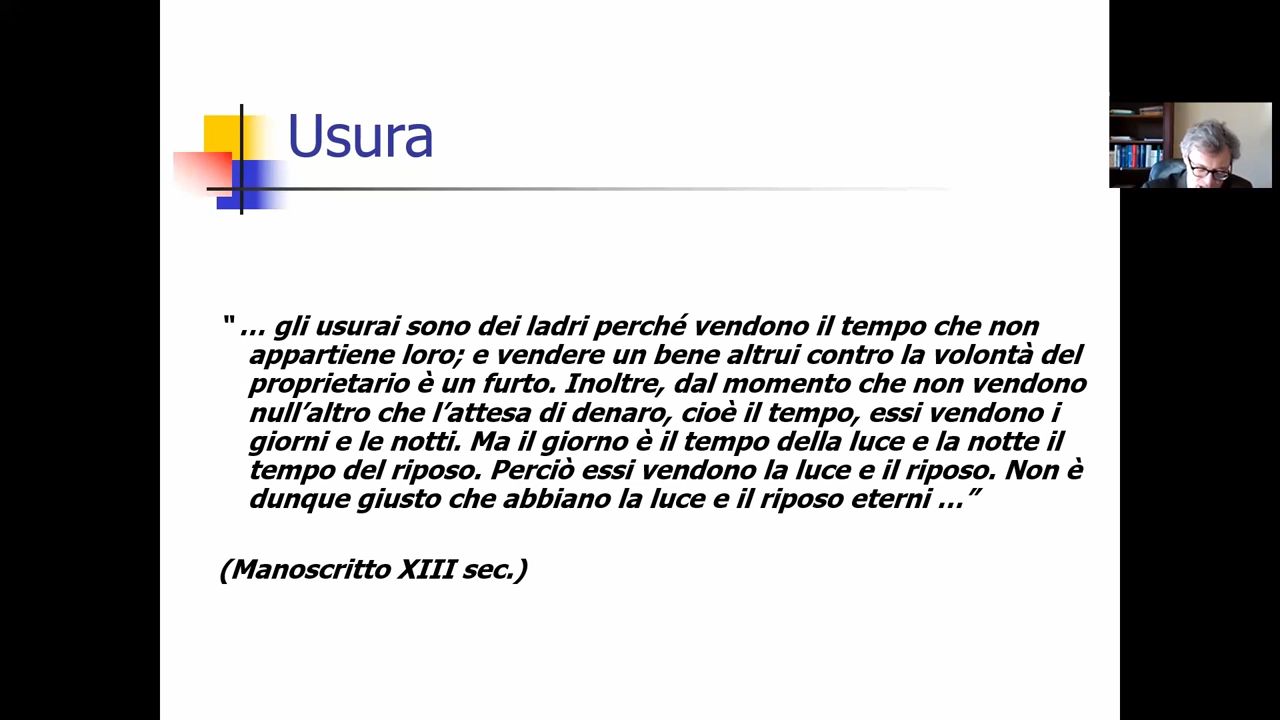 Usura
“ … gli usurai sono dei ladri perché vendono il tempo che non
appartiene loro; e vendere un bene altrui contro la volontà del
proprietario è un furto. Inoltre, dal momento che non vendono
null’altro che l’attesa di denaro, cioè il tempo, essi vendono i
giorni e le notti. Ma il giorno è il tempo della luce e la notte il
tempo del riposo. Perciò essi vendono la luce e il riposo. Non è
dunque giusto che abbiano la luce e il riposo eterni …”
(Manoscritto XIII sec.)